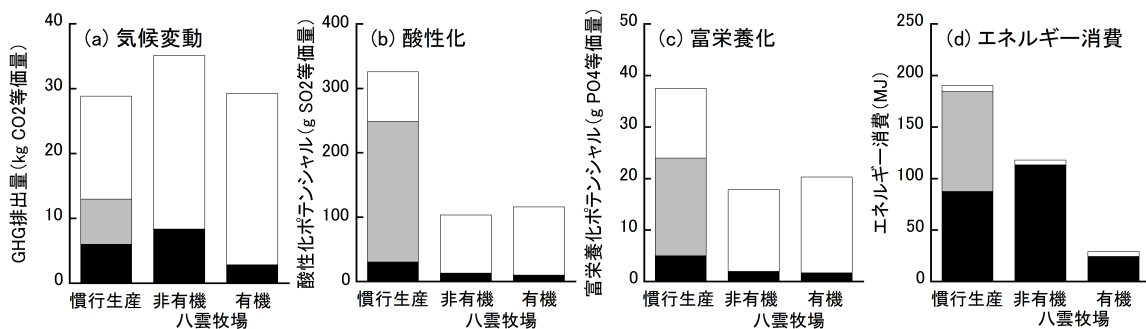 (a) 気候変動
GHG排出量(kg CO2等価量)
40
30
20
10
0
慣行生産 非有機 有機
八雲牧場
(b) 酸性化
酸性化ポテンシャル(g SO2等価量)
400
300
200
100
0
慣行生産 非有機 有機
八雲牧場
(c) 富栄養化
富栄養化ポテンシャル(g PO4等価量)
50
40
30
20
10
0
慣行生産 非有機 有機
八雲牧場
(d) エネルギー消費
エネルギー消費(MJ)
250
200
150
100
50
0
慣行生産 非有機 有機
八雲牧場